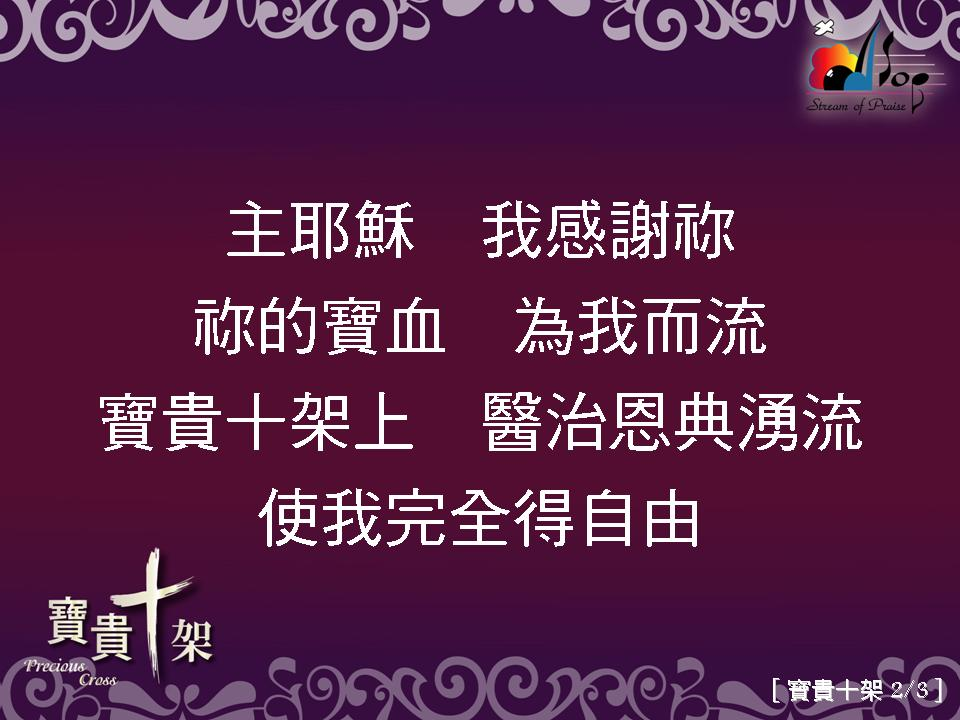 Stream of Praise
主耶穌　我感謝祢
祢的寶血　為我而流
寶貴十架上　醫治恩典湧流
使我完全得自由
寶貴十架
Precious
Cross
[ 寶貴十架 2/3 ]